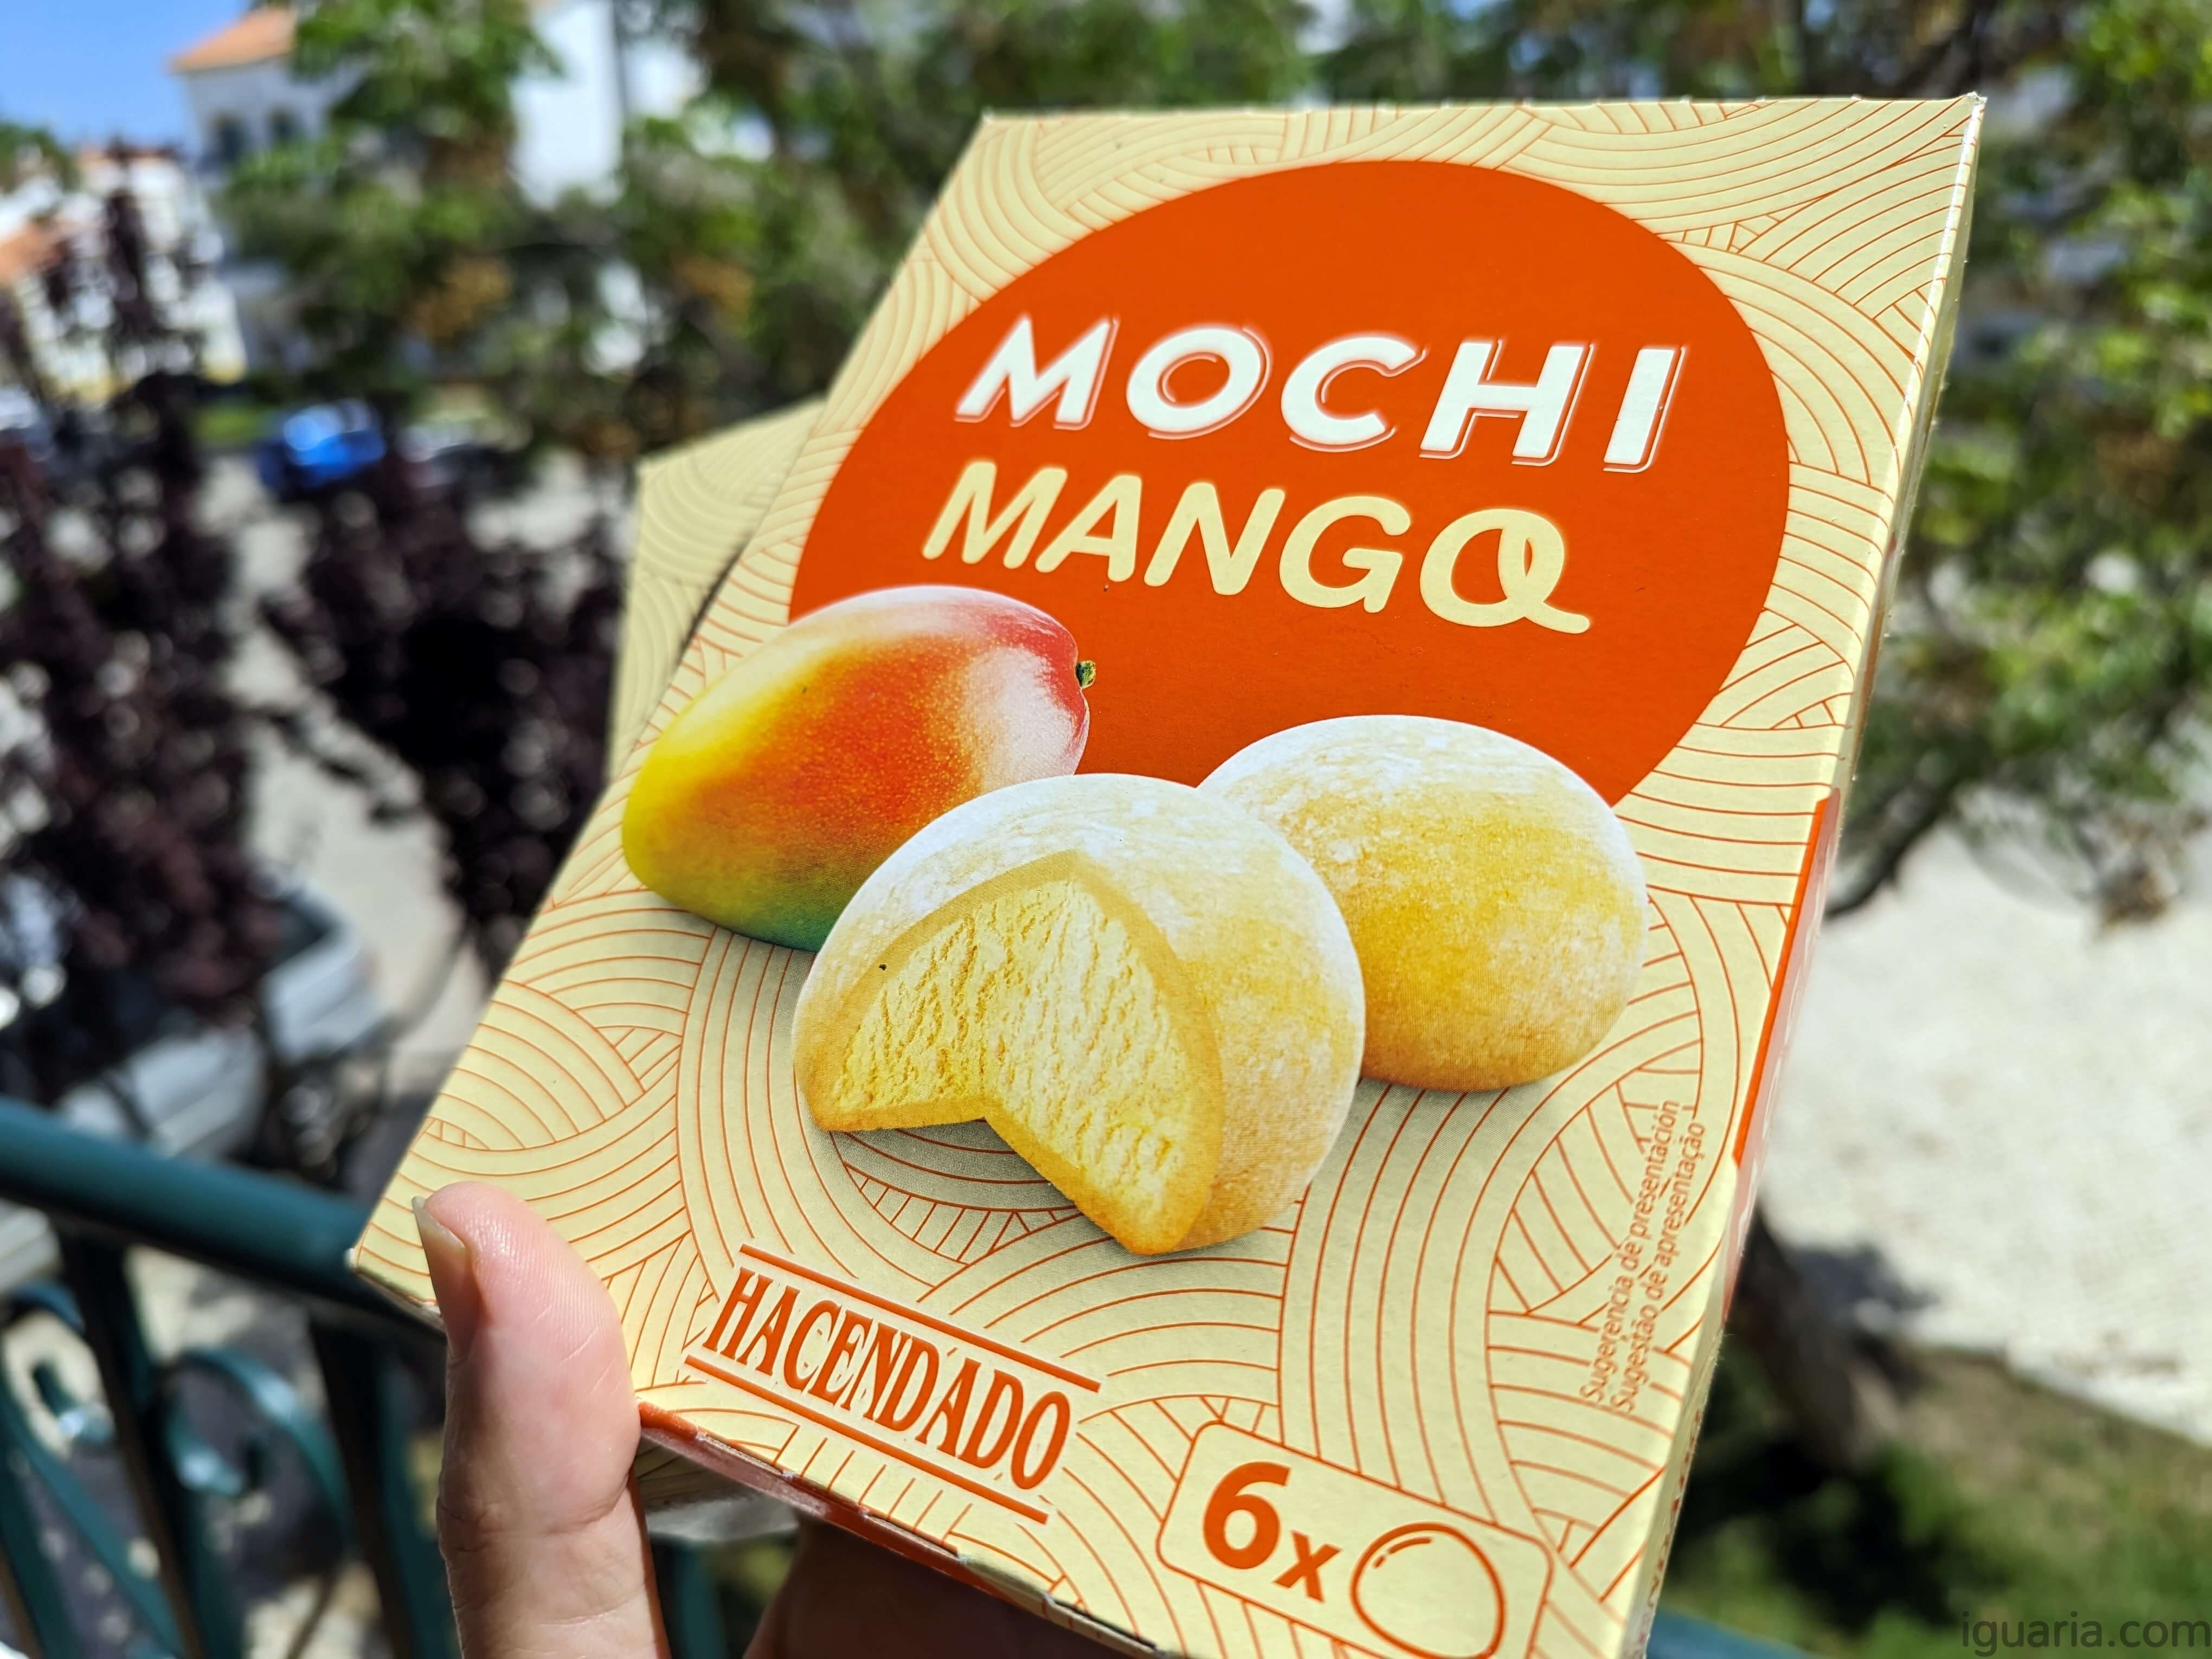 MOCHI
MANGO
Sugerencia de presentación
Sugestão de apresentação
HACENDADO
6x
iguaria.com